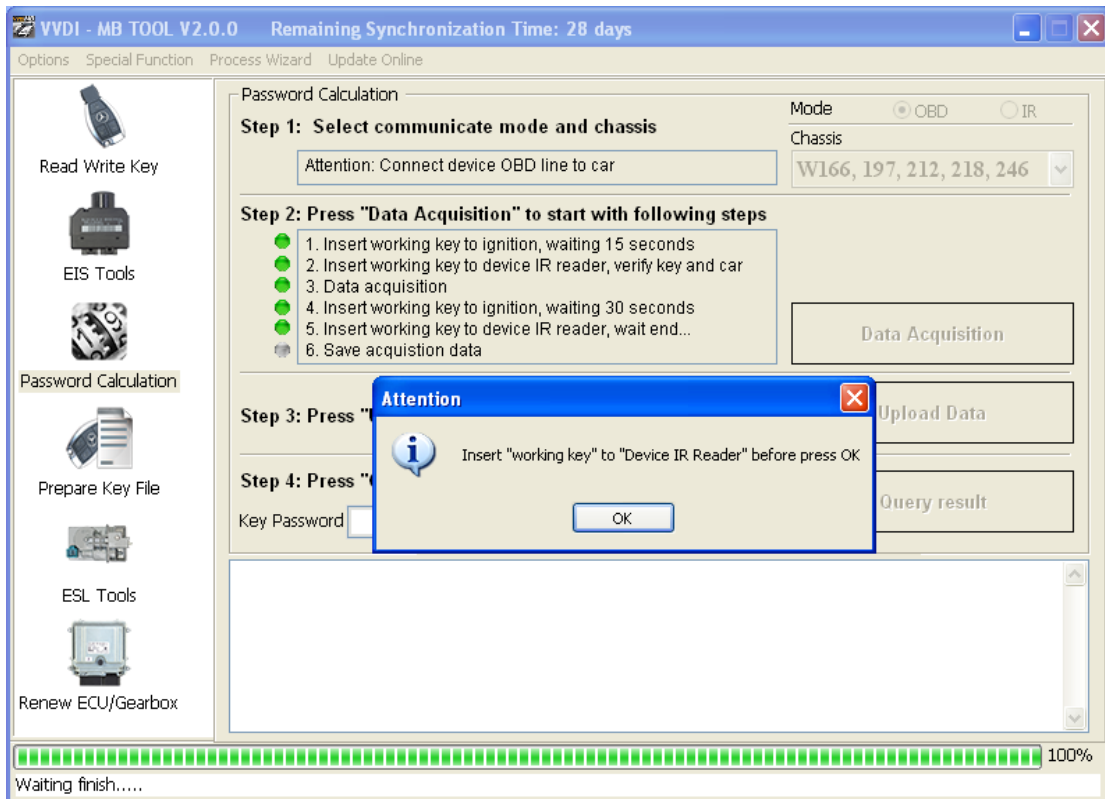 VVDI - MB TOOL V2.0.0 Remaining Synchronization Time: 28 days
Options Special Function Process Wizard Update Online
Read Write Key
EIS Tools
Password Calculation
Prepare Key File
ESL Tools
Renew ECU/Gearbox
Password Calculation
Step 1: Select communicate mode and chassis
Attention: Connect device OBD line to car
Mode OBD IR
Chassis
W166, 197, 212, 218, 246
Step 2: Press "Data Acquisition" to start with following steps
1. Insert working key to ignition, waiting 15 seconds
2. Insert working key to device IR reader, verify key and car
3. Data acquisition
4. Insert working key to ignition, waiting 30 seconds
5. Insert working key to device IR reader, wait end...
6. Save acquistion data
Data Acquisition
Step 3: Press "
Upload Data
Step 4: Press "
Query result
Key Password
Attention
Insert "working key" to "Device IR Reader" before press OK
OK
100%
Waiting finish.....